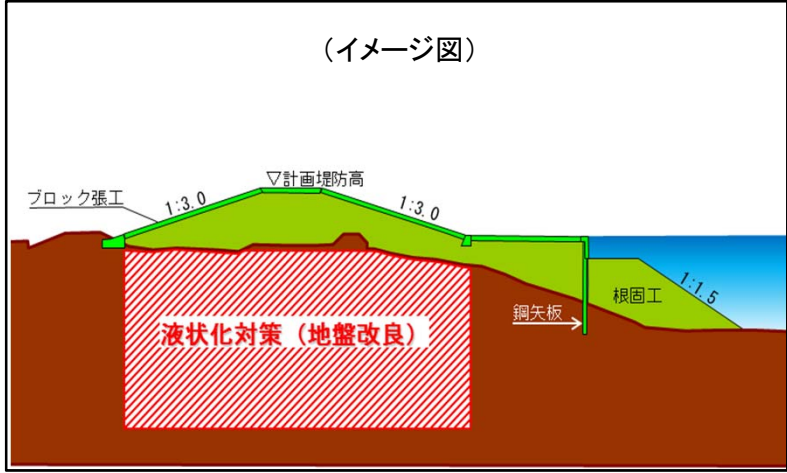 (イメージ図)
▽計画堤防高
ブロック張工
1:3.0
1:3.0
1:1.5
根固工
鋼矢板
液状化対策(地盤改良)